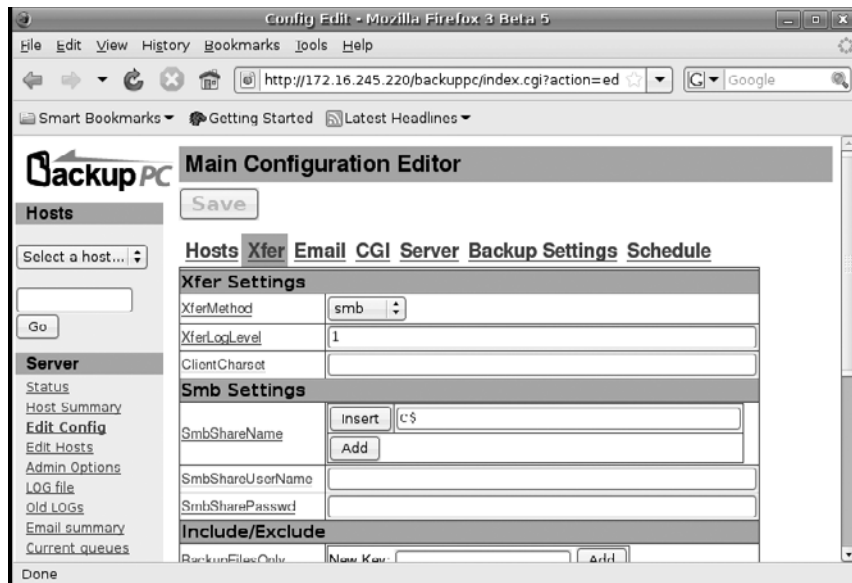 Config Edit - Mozilla Firefox 3 Beta 5
File Edit View History Bookmarks Tools Help
http://172.16.245.220/backuppc/index.cgi?action=ed
G Google
Smart Bookmarks Getting Started Latest Headlines
BackupPC
Main Configuration Editor
Save
Hosts
Select a host...
Go
Hosts Xfer Email CGI Server Backup Settings Schedule
Xfer Settings
XferMethod smb
XferLogLevel 1
ClientCharset
Smb Settings
SmbShareName Insert C$
Add
SmbShareUserName
SmbSharePasswd
Include/Exclude
BackupFilesOnly New Key: Add
Server
Status
Host Summary
Edit Config
Edit Hosts
Admin Options
LOG file
Old LOGs
Email summary
Current queues
Done